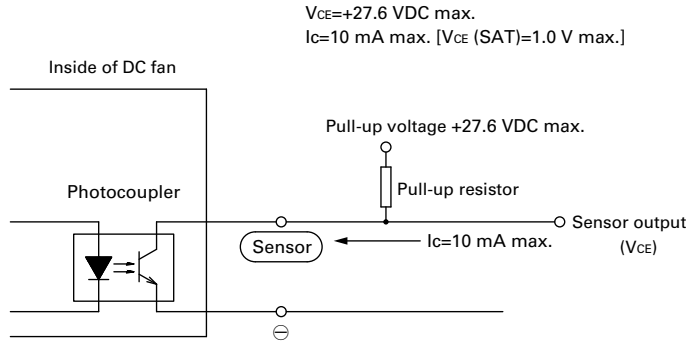 VCE=+27.6 VDC max.
Ic=10 mA max. [VCE (SAT)=1.0 V max.]
Inside of DC fan
Pull-up voltage +27.6 VDC max.
Photocoupler
Pull-up resistor
Sensor
Ic=10 mA max.
Sensor output
(VCE)
⊖